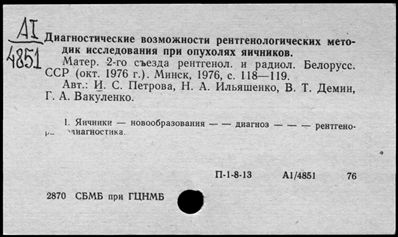 АI
4851
Диагностические возможности рентгенологических мето-
дик исследования при опухолях яичников.
Матер. 2-го съезда рентгенол. и радиол. Белорусс.
ССР (окт. 1976 г.). Минск, 1976, с. 118—119.
Авт.: И. С. Петрова, Н. А. Ильяшенко, В. Т. Демин,
Г. А. Вакуленко.
1. Яичники — новообразования — — диагноз — — — рентгено-
диагностика.
П-1-8-13 А1/4851 76
2870 СБМБ при ГЦНМБ